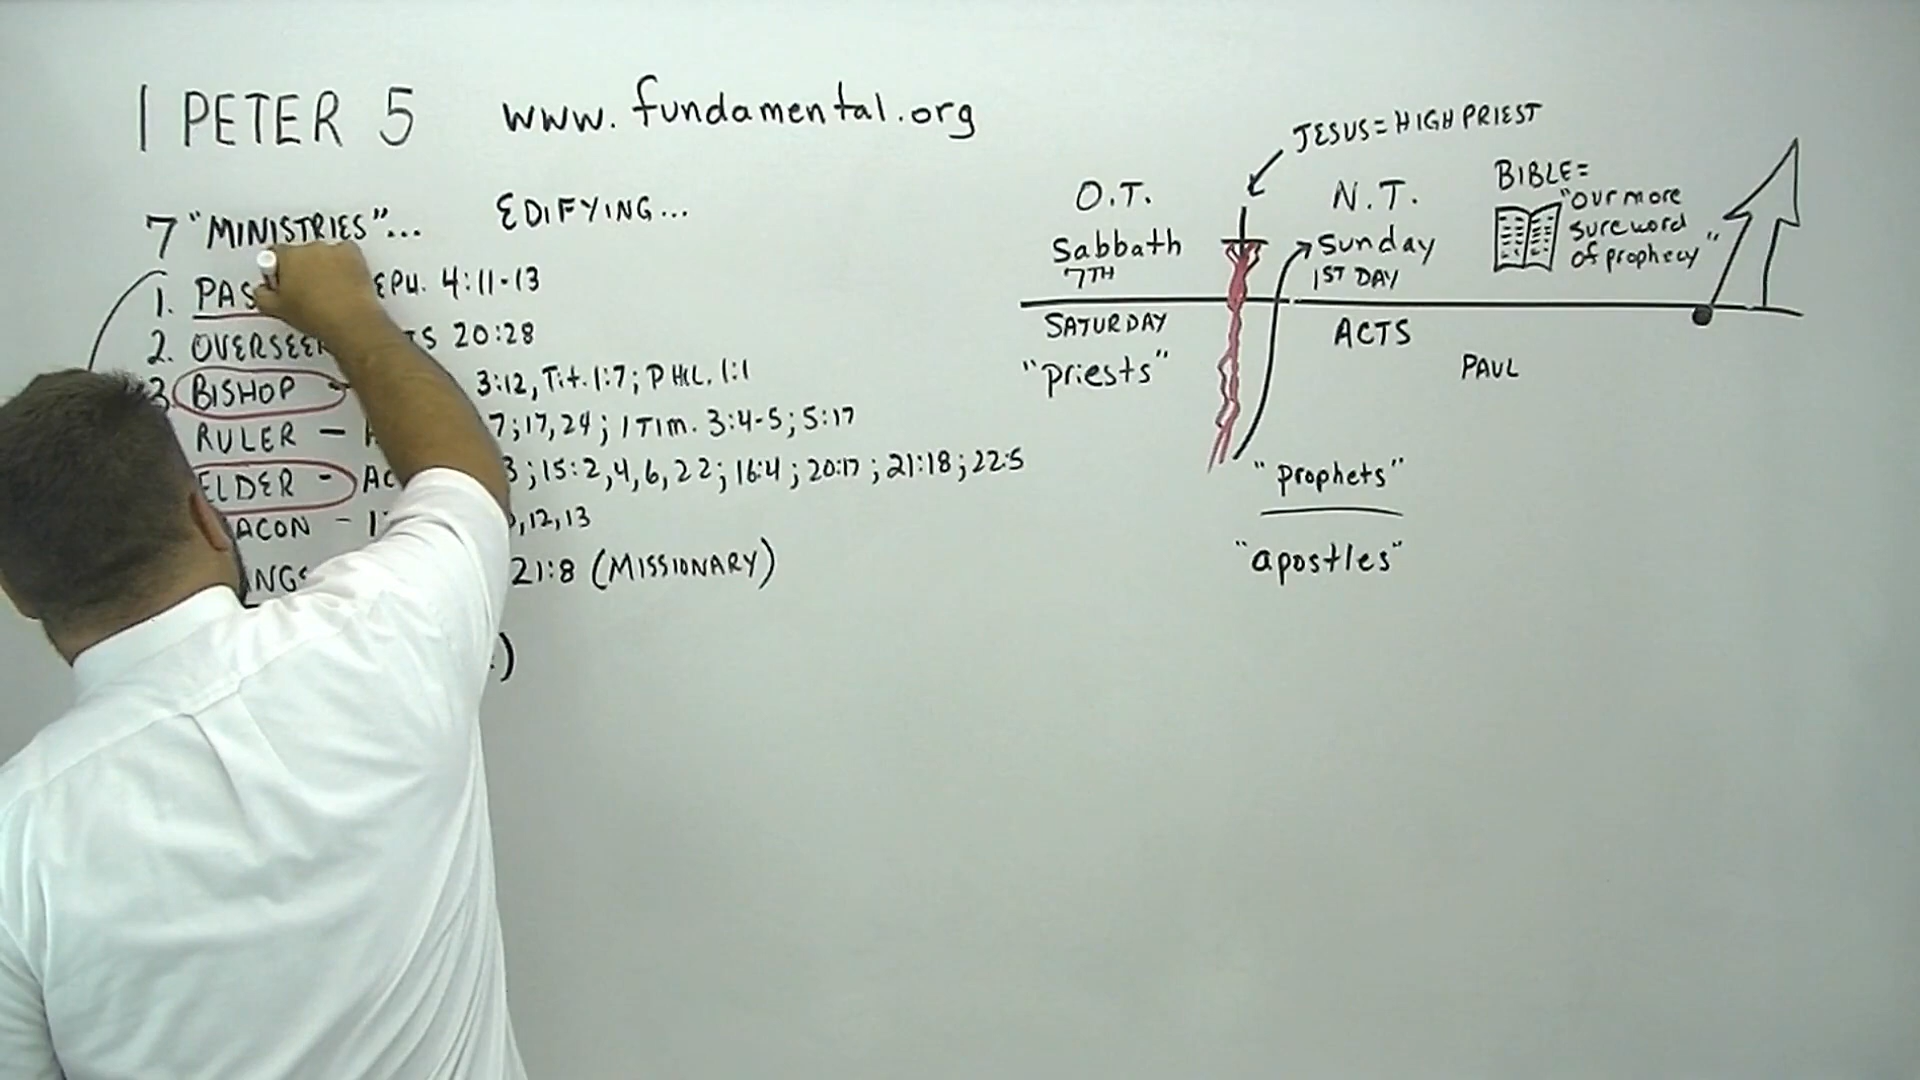 1 PETER 5 www.fundamental.org
7 "MINISTRIES"... EDIFYING...
1. PAS EPH. 4:11-13
2. OVERSEER TS 20:28
3. BISHOP - 3:12, Tit. 1:7; PHIL. 1:1
RULER - 7; 17, 24; 1 TIM. 3:4-5; 5:17
ELDER - AC 3; 15:2, 4, 6, 22; 16:4; 20:17; 21:18; 22:5
ACON - 1 , 12, 13
21:8 (MISSIONARY)
)
JESUS = HIGH PRIEST
O.T. N.T.
Sabbath Sunday
7TH 1ST DAY
BIBLE =
"our more
sure word
of prophecy"
SATURDAY ACTS
"priests" PAUL
"prophets"
"apostles"